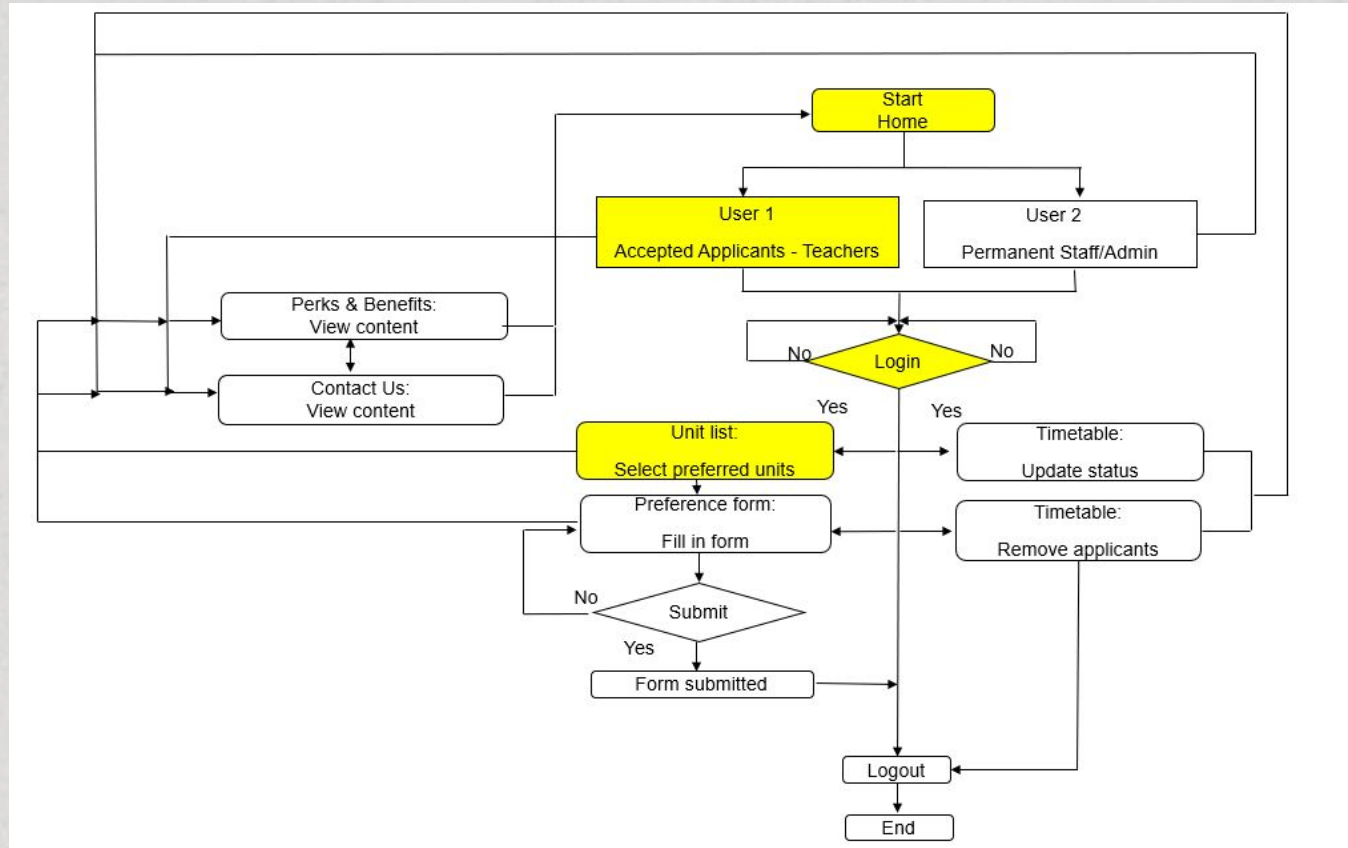 Start
Home
User 1
Accepted Applicants - Teachers
User 2
Permanent Staff/Admin
Perks & Benefits:
View content
Contact Us:
View content
No
Login
No
Yes
Yes
Unit list:
Select preferred units
Timetable:
Update status
Preference form:
Fill in form
Timetable:
Remove applicants
No
Submit
Yes
Form submitted
Logout
End